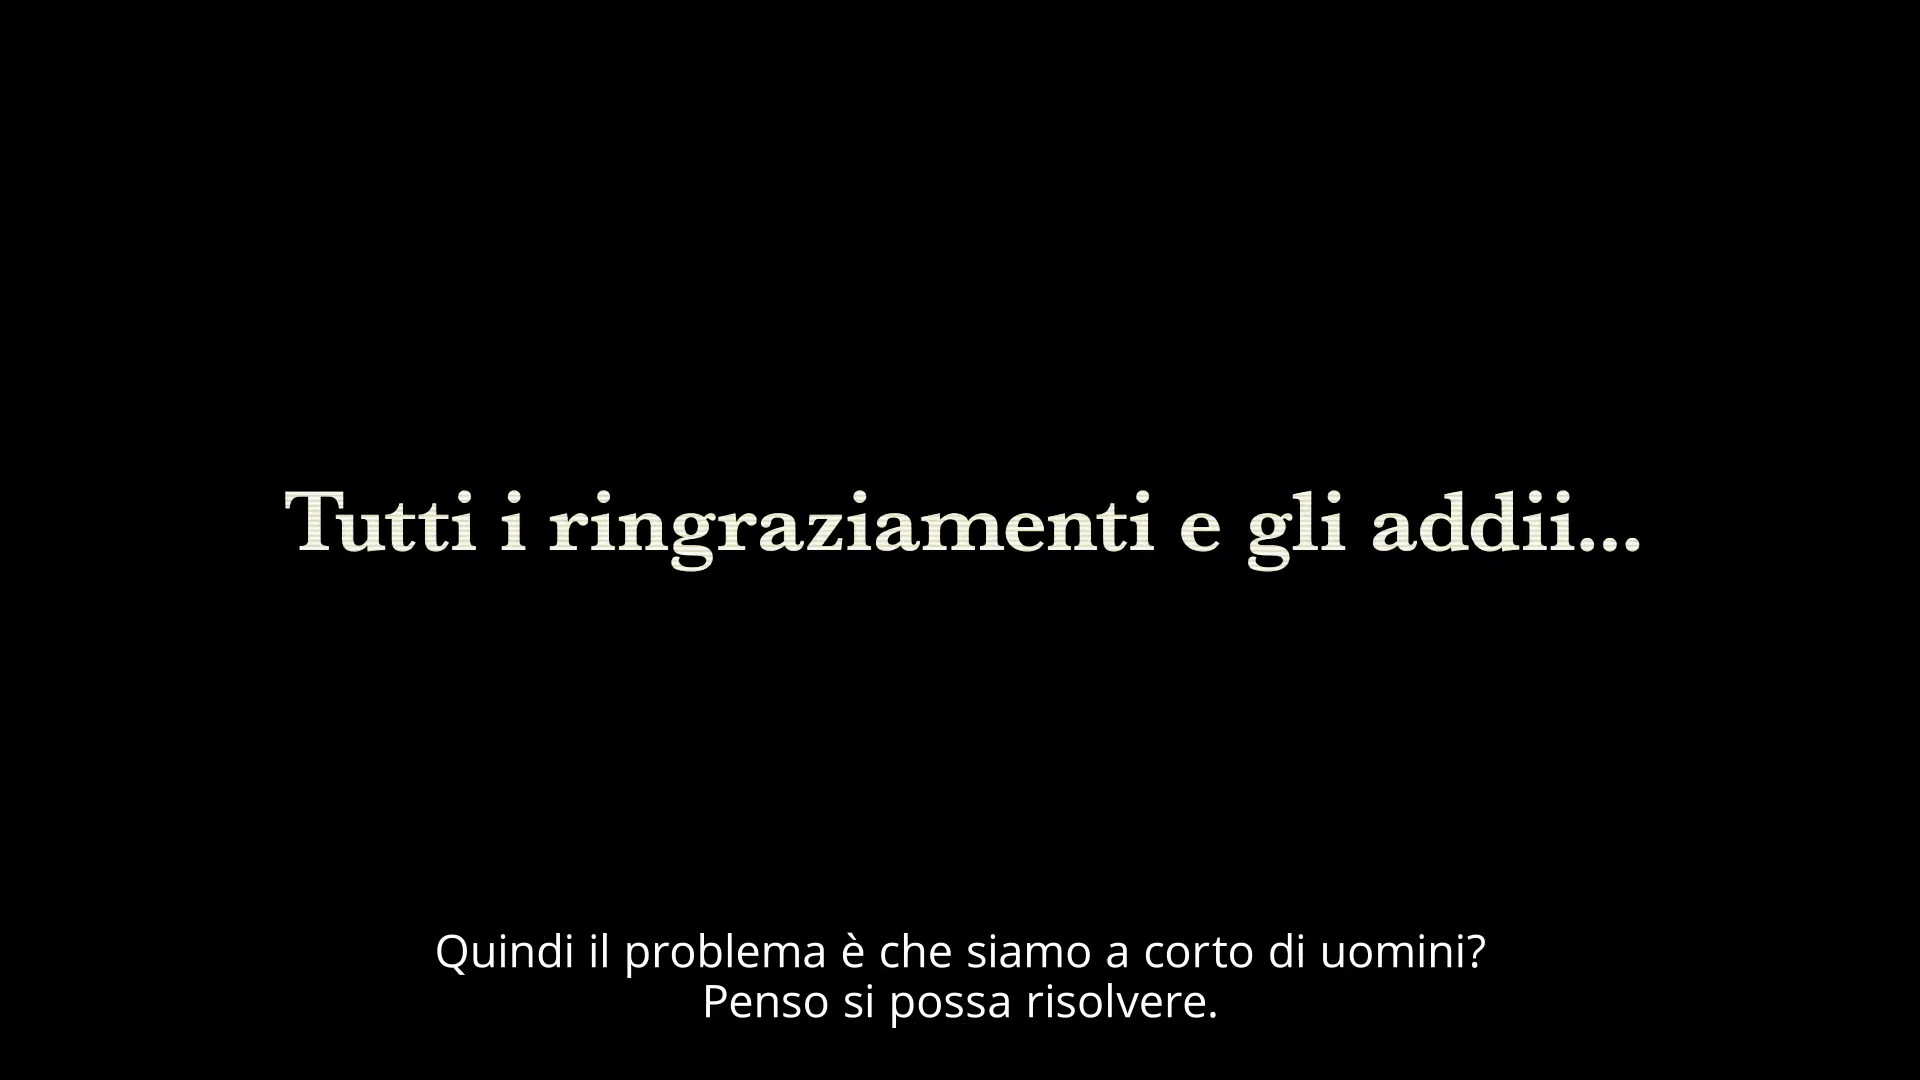 Tutti i ringraziamenti e gli addii...
Quindi il problema è che siamo a corto di uomini?
Penso si possa risolvere.